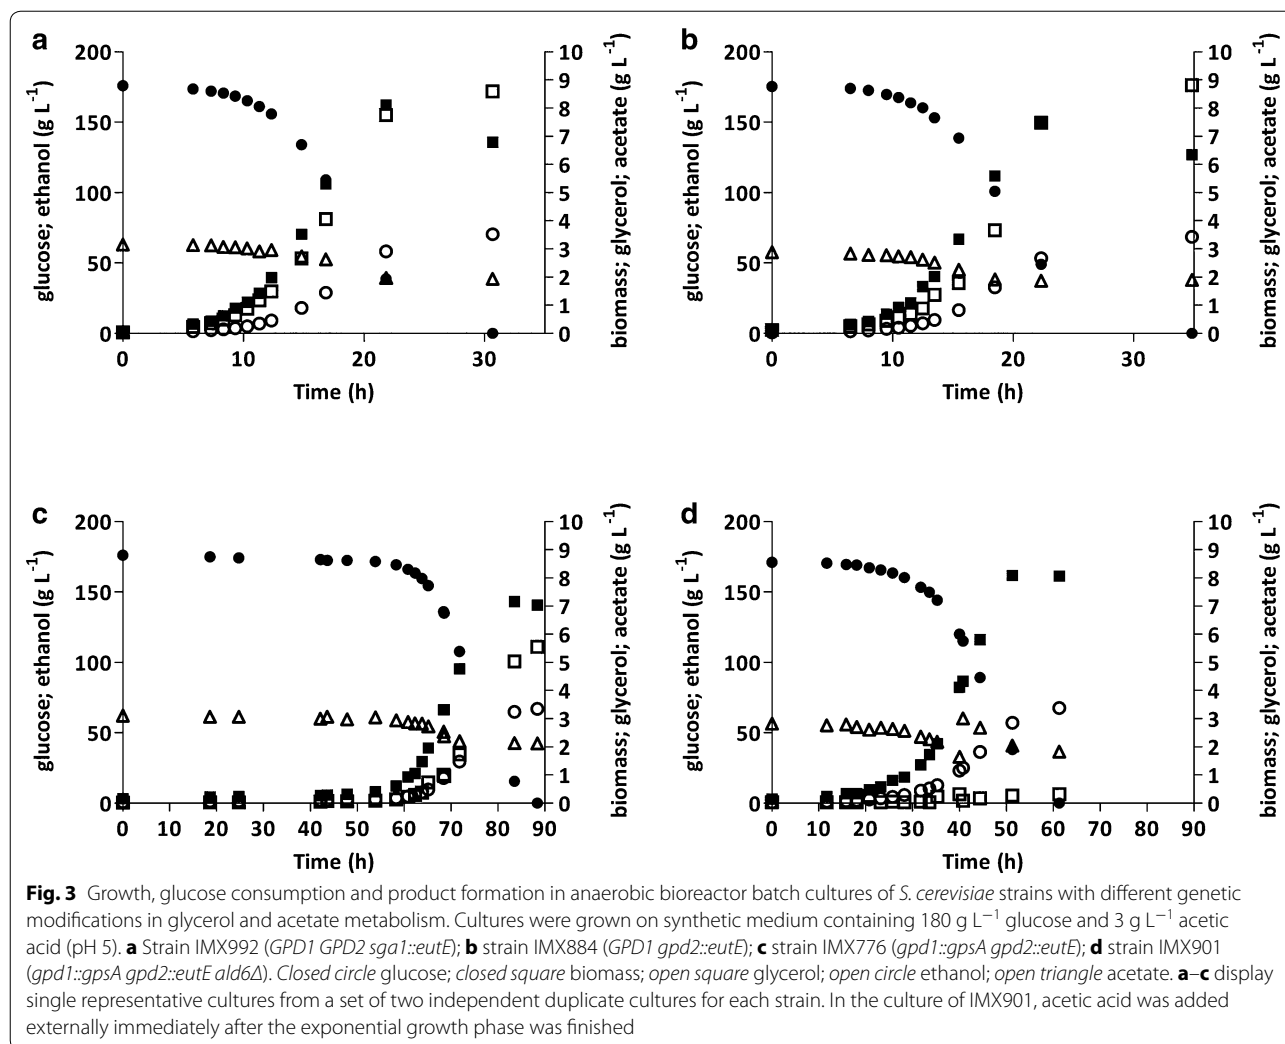 a
b
200
150
100
50
0
glucose; ethanol (g L⁻¹)
10
9
8
7
6
5
4
3
2
1
0
biomass; glycerol; acetate (g L⁻¹)
0 10 20 30
Time (h)
200
150
100
50
0
glucose; ethanol (g L⁻¹)
10
9
8
7
6
5
4
3
2
1
0
biomass; glycerol; acetate (g L⁻¹)
0 10 20 30
Time (h)
c
d
200
150
100
50
0
glucose; ethanol (g L⁻¹)
10
9
8
7
6
5
4
3
2
1
0
biomass; glycerol; acetate (g L⁻¹)
0 10 20 30 40 50 60 70 80 90
Time (h)
200
150
100
50
0
glucose; ethanol (g L⁻¹)
10
9
8
7
6
5
4
3
2
1
0
biomass; glycerol; acetate (g L⁻¹)
0 10 20 30 40 50 60 70 80 90
Time (h)
Fig. 3 Growth, glucose consumption and product formation in anaerobic bioreactor batch cultures of S. cerevisiae strains with different genetic
modifications in glycerol and acetate metabolism. Cultures were grown on synthetic medium containing 180 g L⁻¹ glucose and 3 g L⁻¹ acetic
acid (pH 5). a Strain IMX992 (GPD1 GPD2 sga1::eutE); b strain IMX884 (GPD1 gpd2::eutE); c strain IMX776 (gpd1::gpsA gpd2::eutE); d strain IMX901
(gpd1::gpsA gpd2::eutE ald6Δ). Closed circle glucose; closed square biomass; open square glycerol; open circle ethanol; open triangle acetate. a–c display
single representative cultures from a set of two independent duplicate cultures for each strain. In the culture of IMX901, acetic acid was added
externally immediately after the exponential growth phase was finished